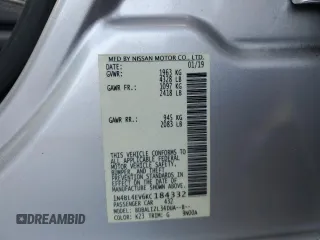 MFD BY NISSAN MOTOR CO., LTD.
DATE: 01/19
GVWR: 1963 KG
4328 LB
GAWR FR: 1097 KG
2418 LB
GAWR RR: 945 KG
2083 LB
THIS VEHICLE CONFORMS TO ALL
APPLICABLE FEDERAL MOTOR VEHICLE
SAFETY, BUMPER, AND THEFT
PREVENTION STANDARDS IN EFFECT
ON THE DATE OF MANUFACTURE
SHOWN ABOVE.
1N4BL4EV6KC184332
PASSENGER CAR 432
MODEL:
COLOR: K23 TRIM: G